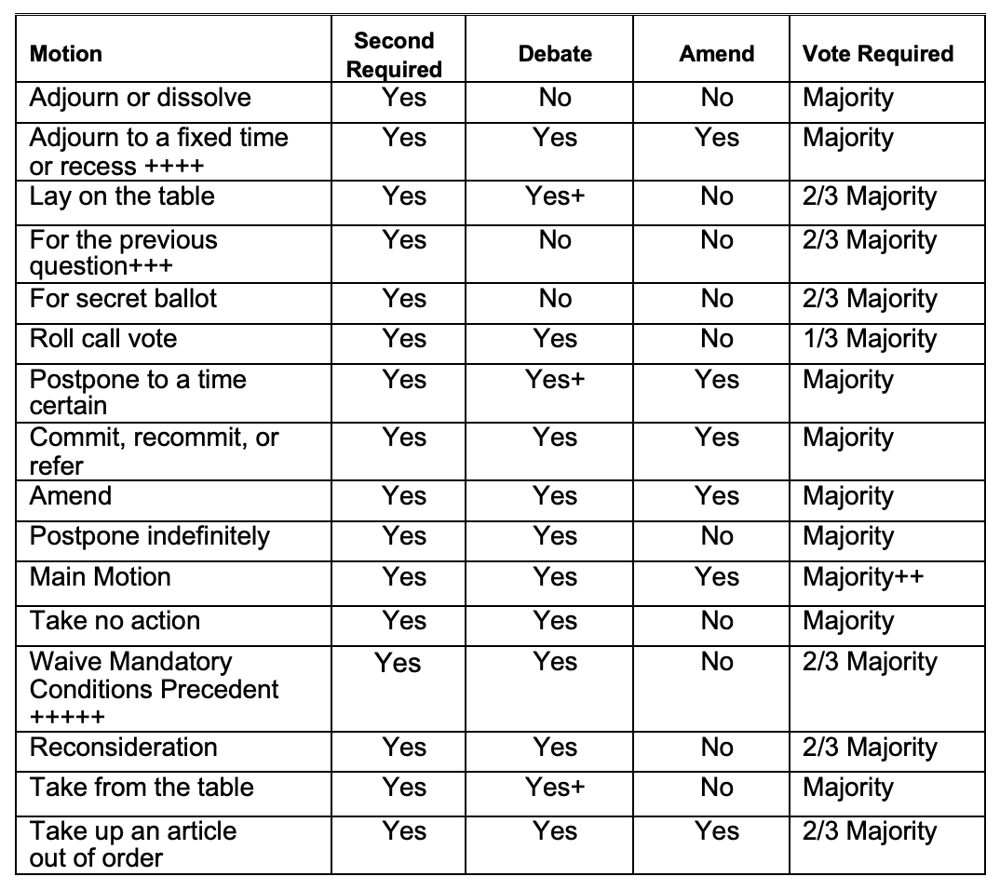 Motion Second Required Debate Amend Vote Required
Adjourn or dissolve Yes No No Majority
Adjourn to a fixed time Yes Yes Yes Majority
or recess ++++
Lay on the table Yes Yes+ No 2/3 Majority
For the previous Yes No No 2/3 Majority
question+++
For secret ballot Yes No No 2/3 Majority
Roll call vote Yes Yes No 1/3 Majority
Postpone to a time Yes Yes+ Yes Majority
certain
Commit, recommit, or Yes Yes Yes Majority
refer
Amend Yes Yes Yes Majority
Postpone indefinitely Yes Yes No Majority
Main Motion Yes Yes Yes Majority++
Take no action Yes Yes No Majority
Waive Mandatory Yes Yes No 2/3 Majority
Conditions Precedent
+++++
Reconsideration Yes Yes No 2/3 Majority
Take from the table Yes Yes+ No Majority
Take up an article Yes Yes Yes 2/3 Majority
out of order